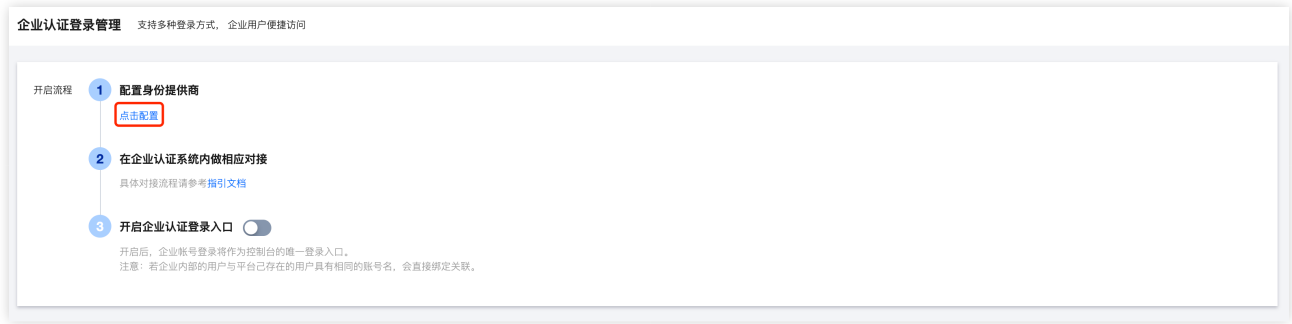 企业认证登录管理 支持多种登录方式， 企业用户便捷访问
开启流程 1 配置身份提供商
点击配置
2 在企业认证系统内做相应对接
具体对接流程请参考指引文档
3 开启企业认证登录入口
开启后，企业帐号登录将作为控制台的唯一登录入口。
注意：若企业内部的用户与平台已存在的用户具有相同的账号名，会直接绑定关联。